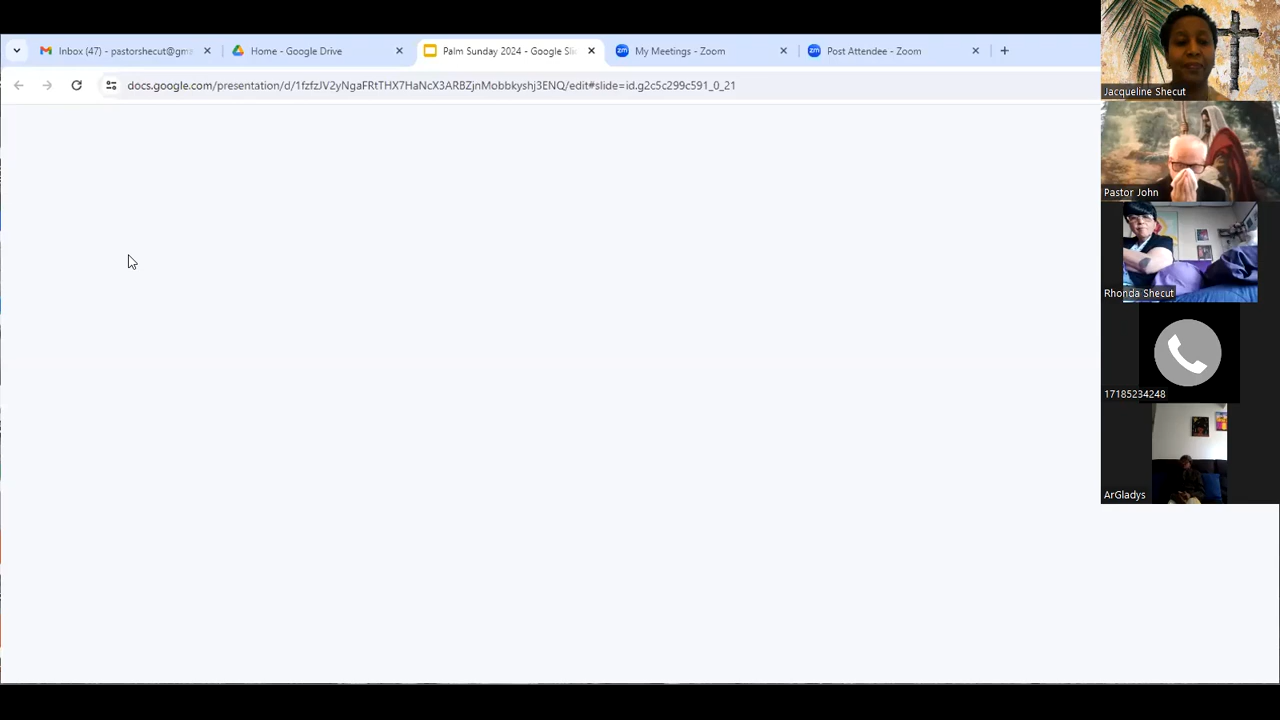 Inbox (47) - pastorshecut@gma
Home - Google Drive
Palm Sunday 2024 - Google Sli
My Meetings - Zoom
Post Attendee - Zoom
docs.google.com/presentation/d/1fzfzJV2yNgaFRtTHX7HaNcX3ARBZjnMobbkyshj3ENQ/edit#slide=id.g2c5c299c591_0_21
Jacqueline Shecut
Pastor John
Rhonda Shecut
17185234248
ArGladys